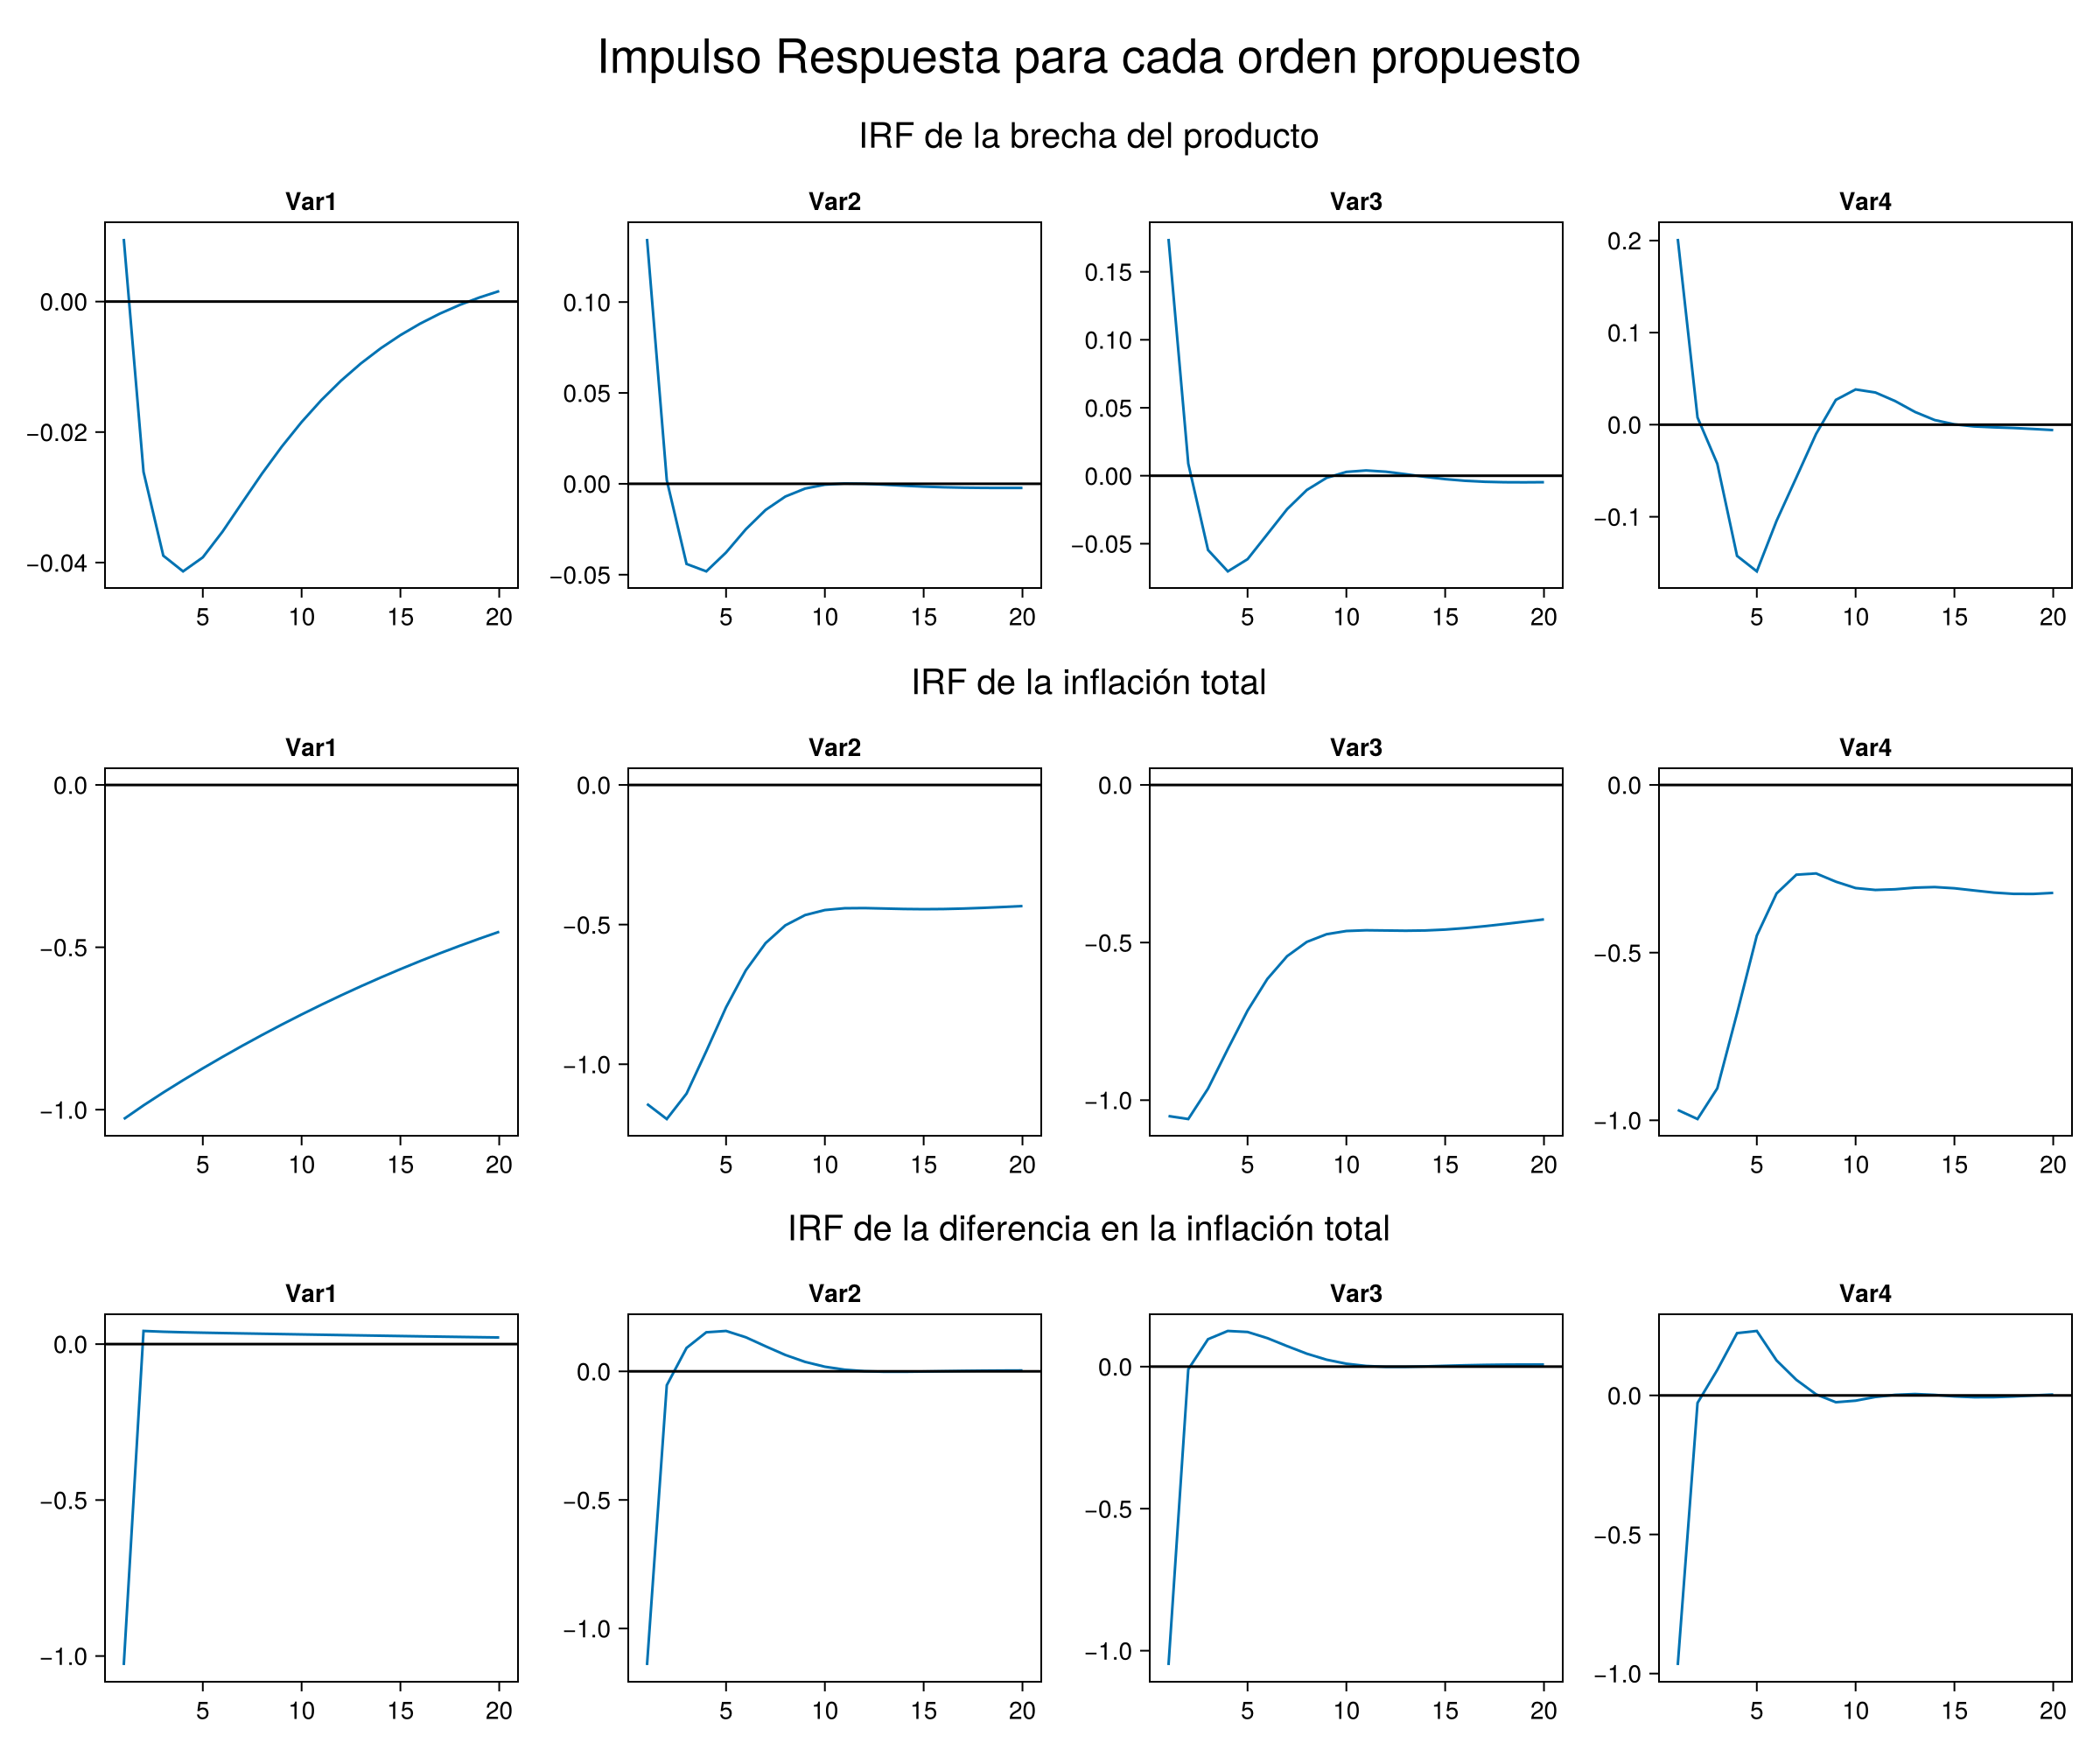 Impulso Respuesta para cada orden propuesto
IRF de la brecha del producto
Var1 Var2 Var3 Var4
0.00
−0.02
−0.04
5 10 15 20
0.10
0.05
0.00
−0.05
5 10 15 20
0.15
0.10
0.05
0.00
−0.05
5 10 15 20
0.2
0.1
0.0
−0.1
5 10 15 20
IRF de la inflación total
Var1 Var2 Var3 Var4
0.0
−0.5
−1.0
5 10 15 20
0.0
−0.5
−1.0
5 10 15 20
0.0
−0.5
−1.0
5 10 15 20
0.0
−0.5
−1.0
5 10 15 20
IRF de la diferencia en la inflación total
Var1 Var2 Var3 Var4
0.0
−0.5
−1.0
5 10 15 20
0.0
−0.5
−1.0
5 10 15 20
0.0
−0.5
−1.0
5 10 15 20
0.0
−0.5
−1.0
5 10 15 20